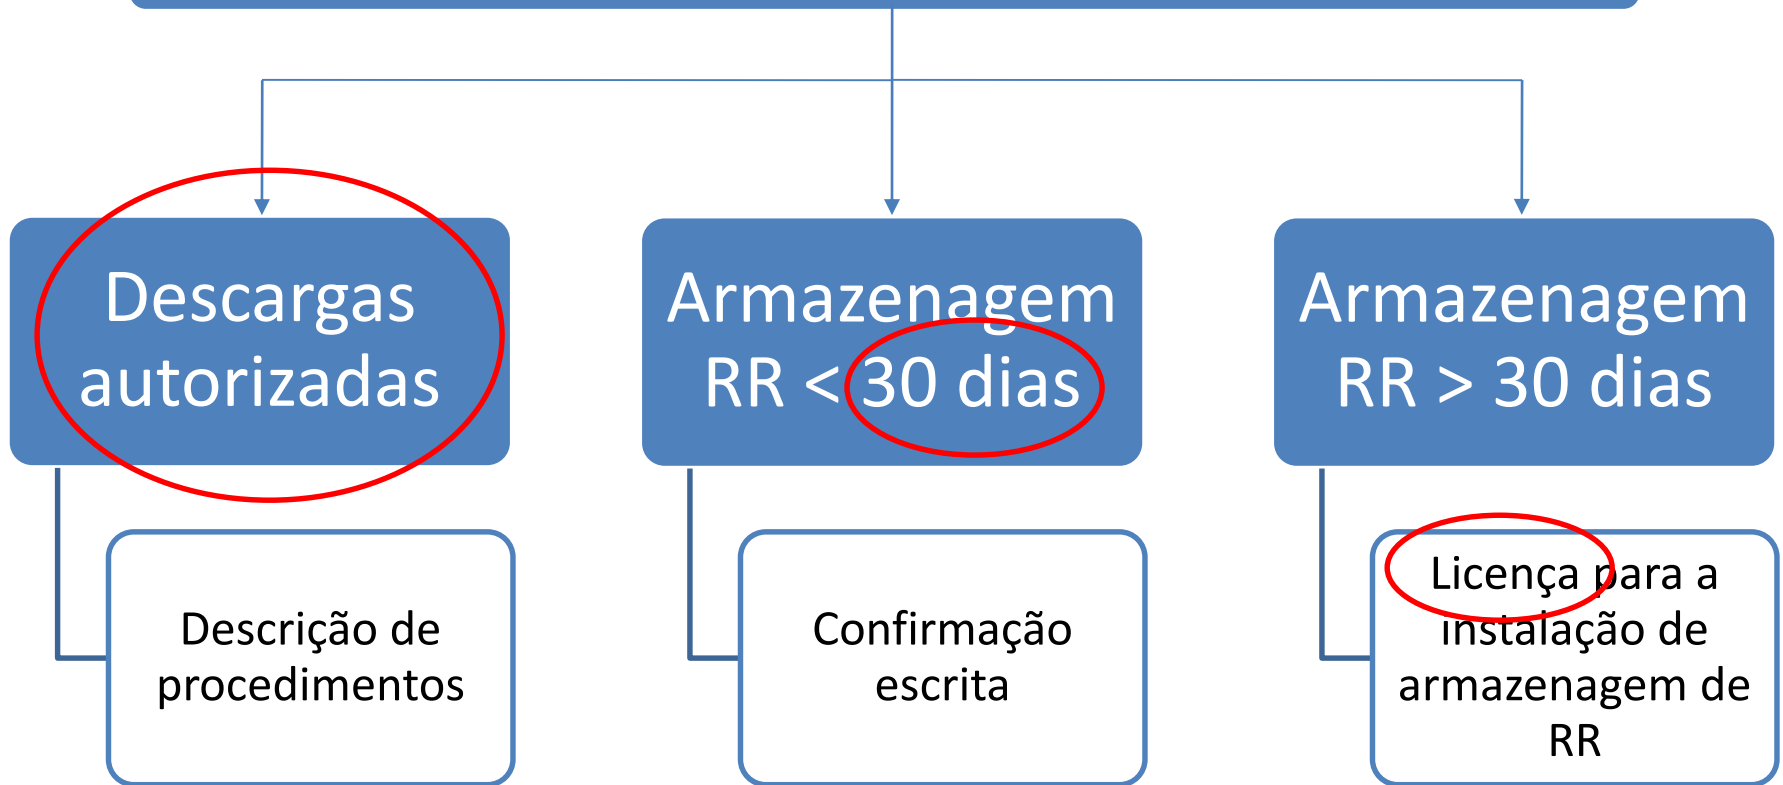 Descargas
autorizadas
Armazenagem
RR < 30 dias
Armazenagem
RR > 30 dias
Descrição de
procedimentos
Confirmação
escrita
Licença para a
instalação de
armazenagem de
RR